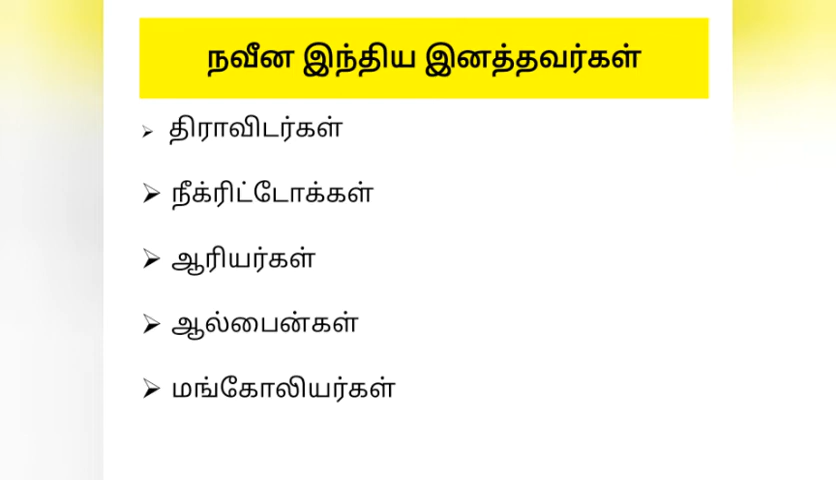 நவீன இந்திய இனத்தவர்கள்
➢ திராவிடர்கள்
➢ நீக்ரிட்டோக்கள்
➢ ஆரியர்கள்
➢ ஆல்பைன்கள்
➢ மங்கோலியர்கள்